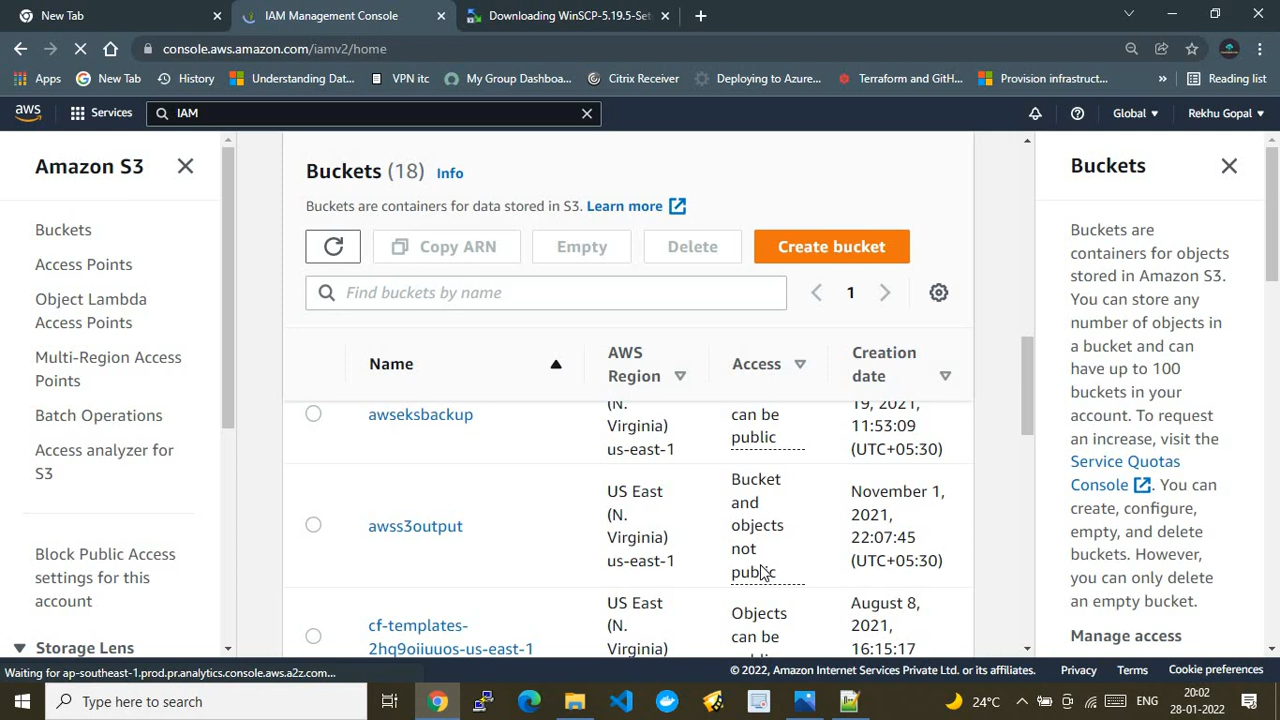 New Tab
IAM Management Console
Downloading WinSCP-5.19.5-Set
console.aws.amazon.com/iamv2/home
Apps
New Tab
History
Understanding Dat...
VPN itc
My Group Dashboa...
Citrix Receiver
Deploying to Azure...
Terraform and GitH...
Provision infrastruct...
»
Reading list
aws
Services
IAM
Global
Rekhu Gopal
Amazon S3
Buckets
Access Points
Object Lambda
Access Points
Multi-Region Access
Points
Batch Operations
Access analyzer for
S3
Block Public Access
settings for this
account
Storage Lens
Buckets (18) Info
Buckets are containers for data stored in S3. Learn more
Copy ARN
Empty
Delete
Create bucket
Find buckets by name
1
Name
AWS
Region
Access
Creation
date
awseksbackup
(N.
Virginia)
us-east-1
can be
public
19, 2021,
11:53:09
(UTC+05:30)
awss3output
US East
(N.
Virginia)
us-east-1
Bucket
and
objects
not
public
November 1,
2021,
22:07:45
(UTC+05:30)
cf-templates-
2hq9oiiuuos-us-east-1
US East
(N.
Virginia)
Objects
can be
August 8,
2021,
16:15:17
Buckets
Buckets are
containers for objects
stored in Amazon S3.
You can store any
number of objects in
a bucket and can
have up to 100
buckets in your
account. To request
an increase, visit the
Service Quotas
Console . You can
create, configure,
empty, and delete
buckets. However,
you can only delete
an empty bucket.
Manage access
Waiting for ap-southeast-1.prod.pr.analytics.console.aws.a2z.com...
© 2022, Amazon Internet Services Private Ltd. or its affiliates.
Privacy
Terms
Cookie preferences
Type here to search
24°C
ENG
20:02
28-01-2022